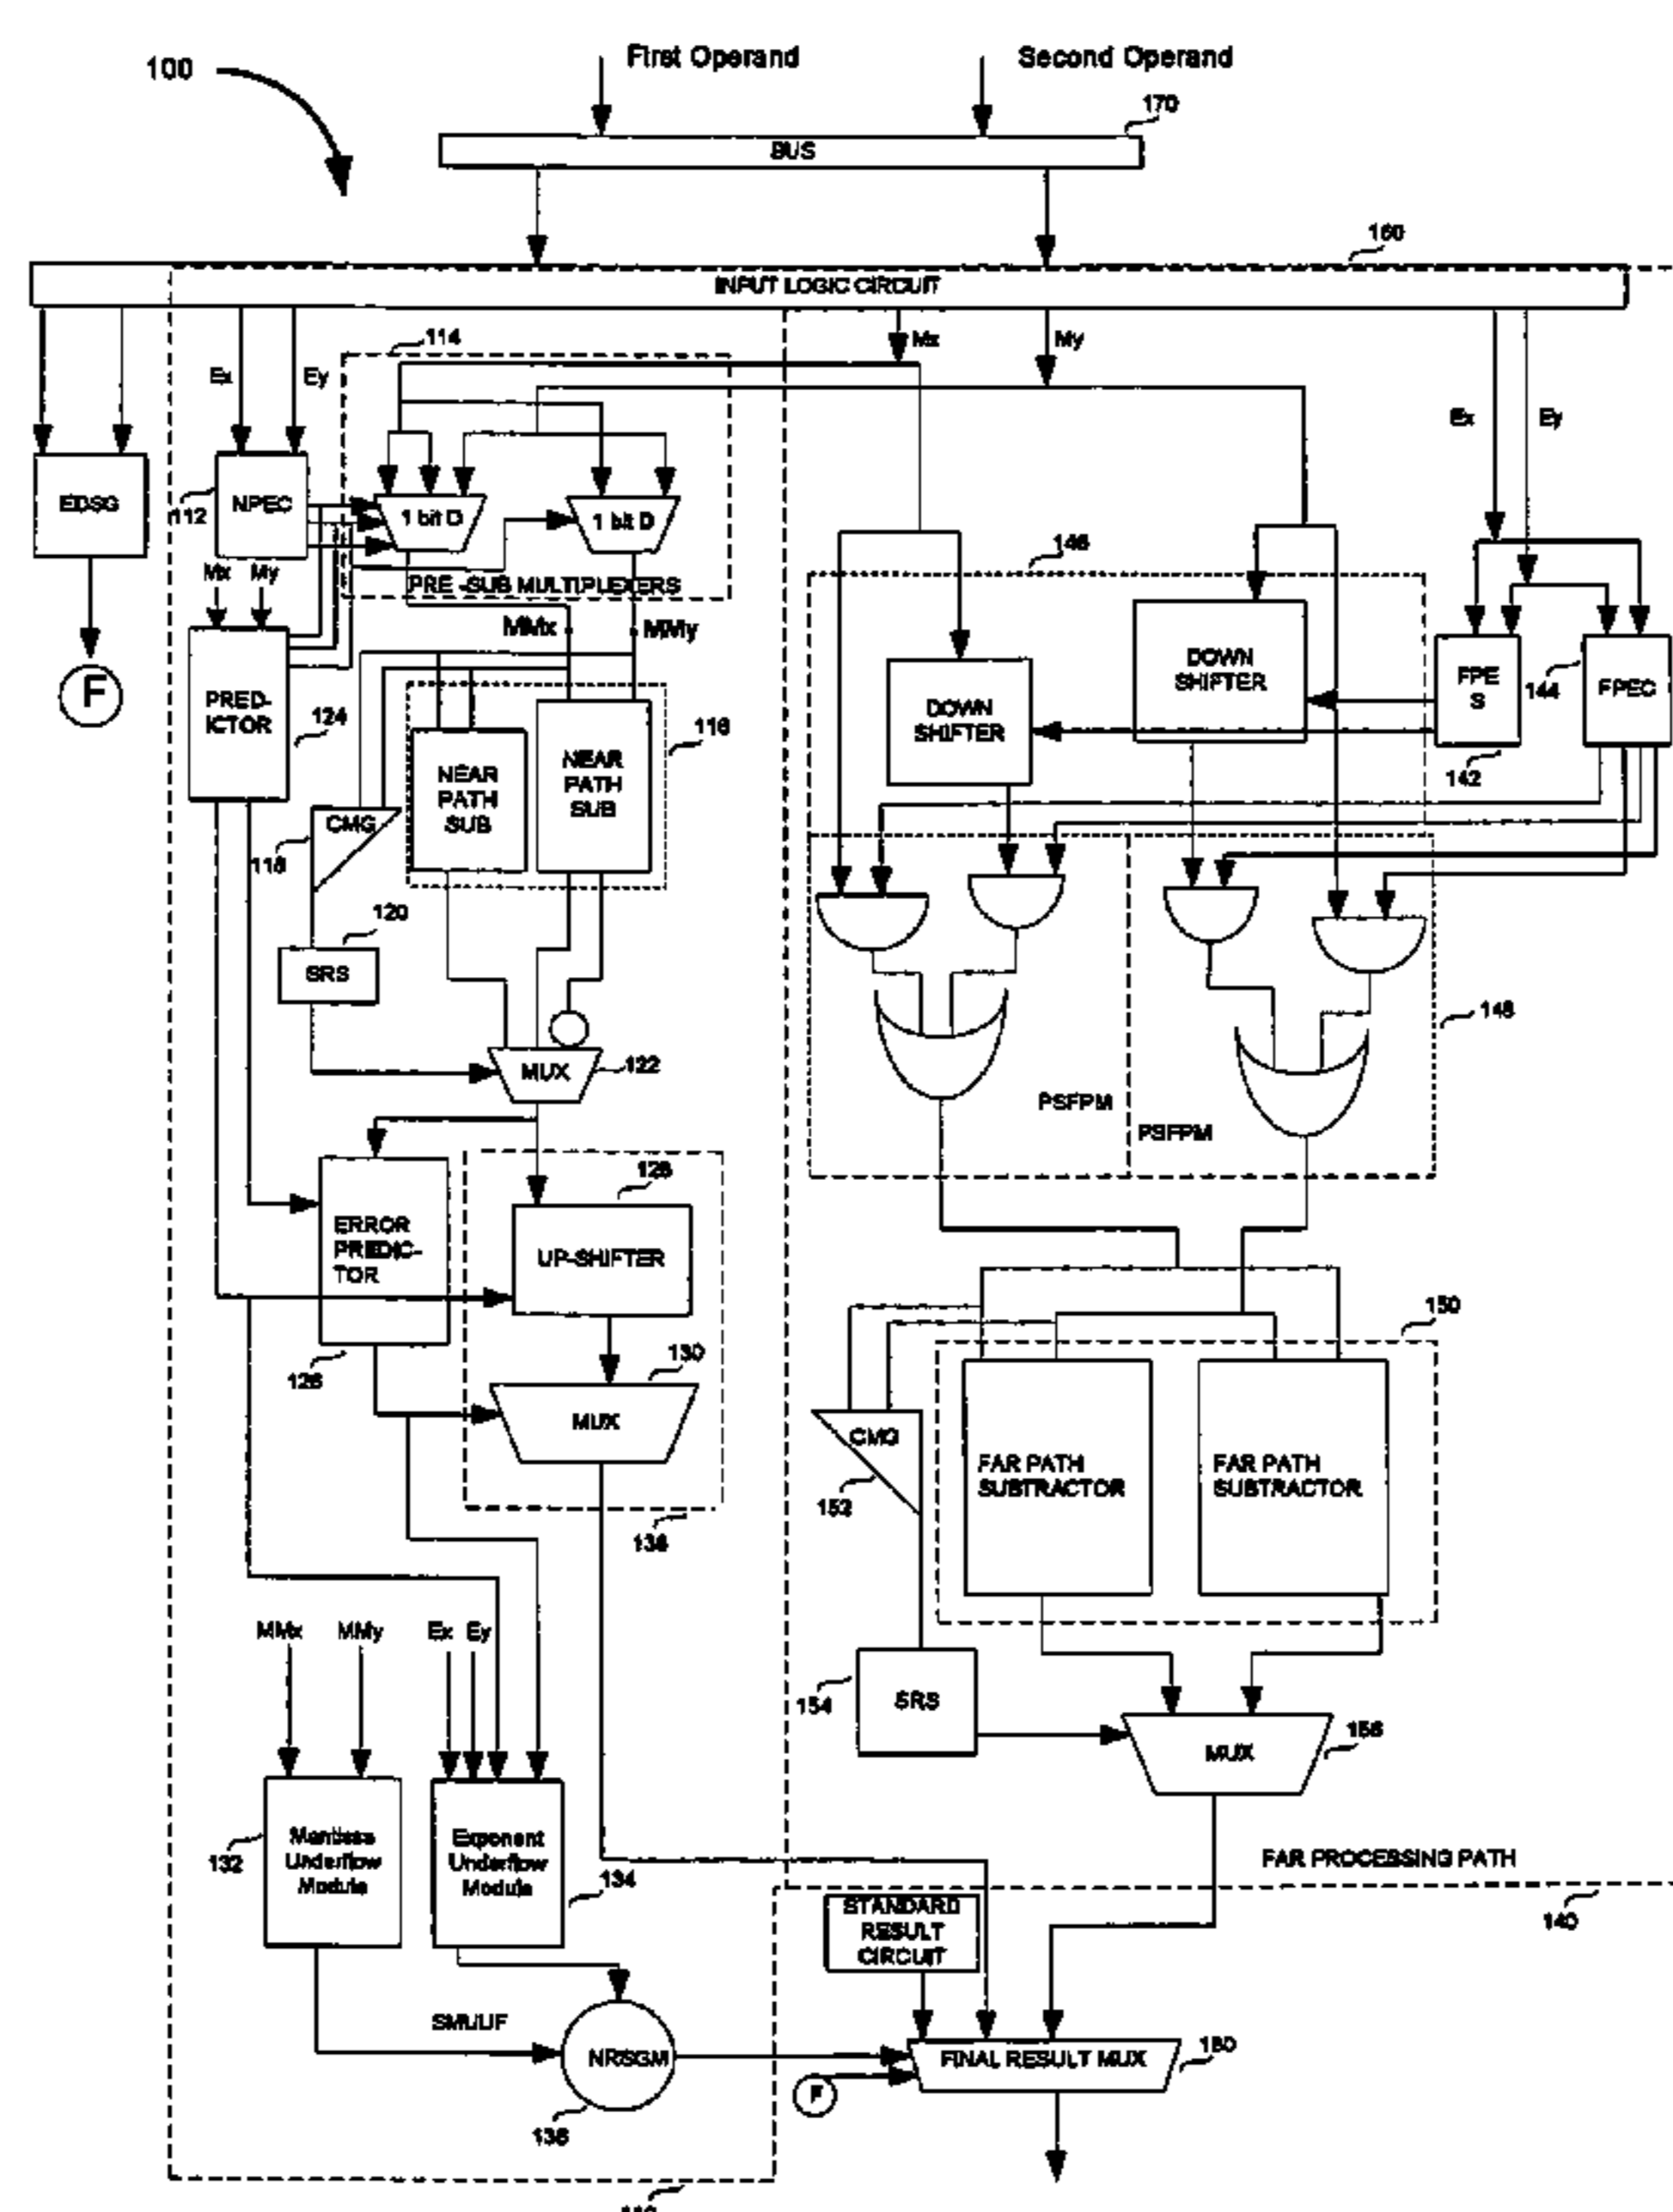 100
First Operand
Second Operand
170
BUS
160
INPUT LOGIC CIRCUIT
114
Mx
My
Ex
Ey
Ex
Ey
EDSG
112
NPEC
1 bit D
1 bit D
146
Mx My
PRE-SUB MULTIPLEXERS
MMx
MMy
F
PRED-
ICTOR
124
DOWN
SHIFTER
DOWN
SHIFTER
FPE
S
144
FPEC
142
116
NEAR
PATH
SUB
NEAR
PATH
SUB
CMG
118
120
SRS
148
MUX
122
PSFPM
PSFPM
128
ERROR
PREDIC-
TOR
UP-SHIFTER
126
130
MUX
150
CMG
152
FAR PATH
SUBTRACTOR
FAR PATH
SUBTRACTOR
MMx
MMy
Ex Ey
154
SRS
MUX
156
132
Mantissa
Underflow
Module
Exponent
Underflow
Module
134
FAR PROCESSING PATH
140
STANDARD
RESULT
CIRCUIT
SMUUF
NRSGM
FINAL RESULT MUX
180
F